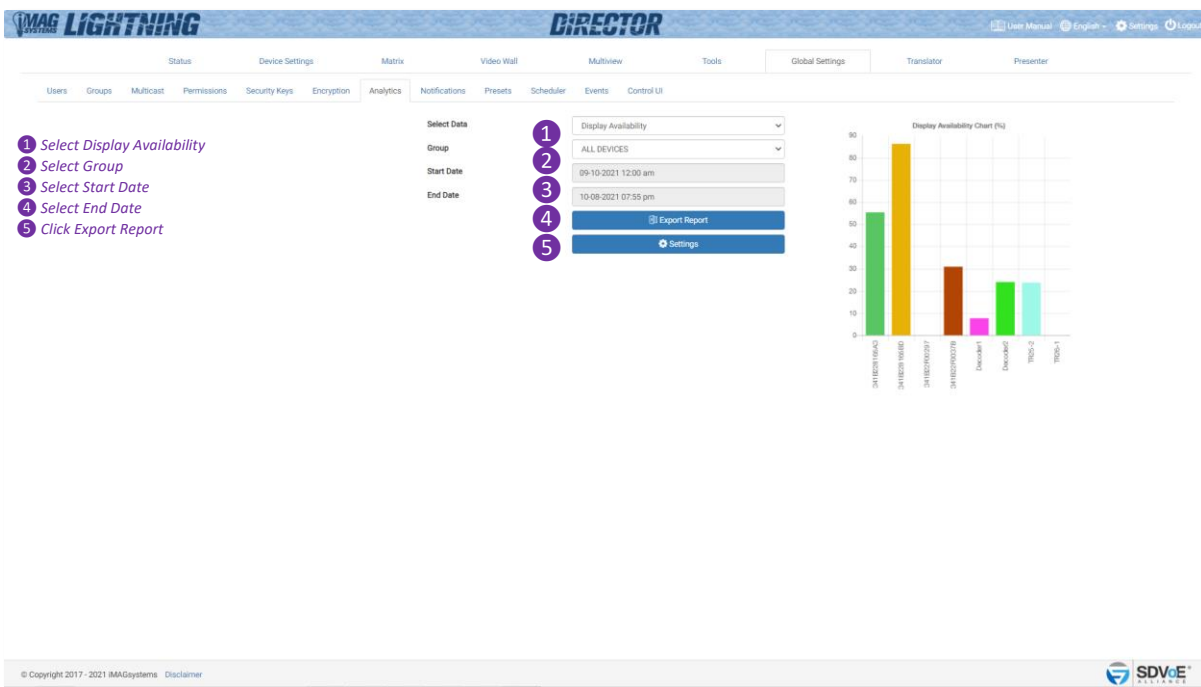 iMAG SYSTEMS LIGHTNING
DiRECTOR
User Manual English Settings Logout
Status Device Settings Matrix Video Wall Multiview Tools Global Settings Translator Presenter
Users Groups Multicast Permissions Security Keys Encryption Analytics Notifications Presets Scheduler Events Control UI
1 Select Display Availability
2 Select Group
3 Select Start Date
4 Select End Date
5 Click Export Report
Select Data 1 Display Availability
Group 2 ALL DEVICES
Start Date 3 09-10-2021 12:00 am
End Date 4 10-08-2021 07:55 pm
Export Report
5 Settings
Display Availability Chart (%)
90
80
70
60
50
40
30
20
10
0
Decoder1
Decoder2
TR25-2
TR26-1
© Copyright 2017 - 2021 iMAGsystems Disclaimer
SDVoE
ALLIANCE